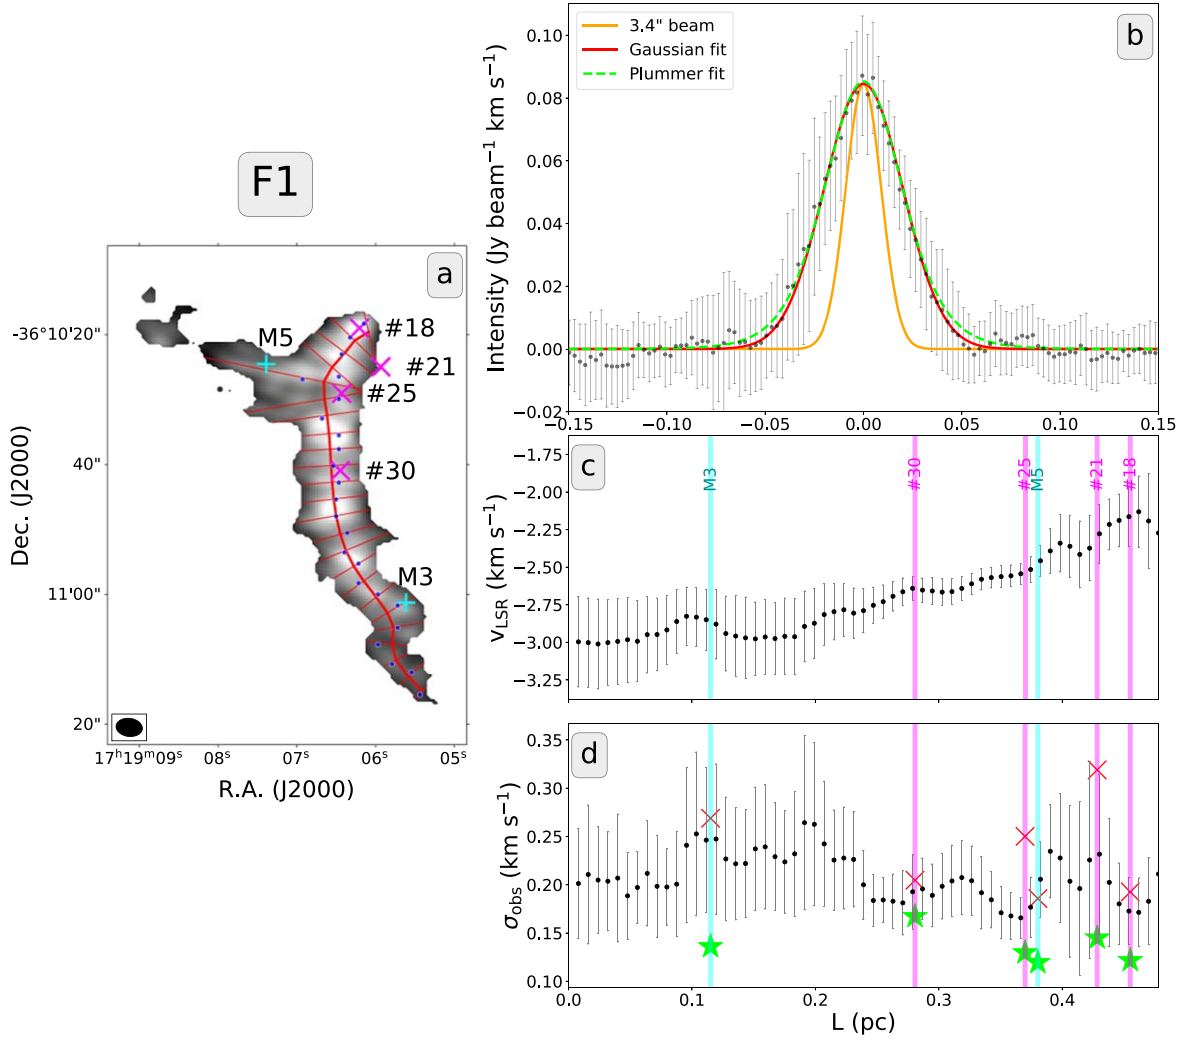 F1
a
M5
#18
#21
#25
#30
M3
-36°10'20"
40"
11'00"
20"
Dec. (J2000)
17ʰ19ᵐ09ˢ 08ˢ 07ˢ 06ˢ 05ˢ
R.A. (J2000)
3.4" beam
Gaussian fit
Plummer fit
b
Intensity (Jy beam⁻¹ km s⁻¹)
0.10
0.08
0.06
0.04
0.02
0.00
−0.02
−0.15 −0.10 −0.05 0.00 0.05 0.10 0.15
c
M3
#30
#25
M5
#21
#18
v_LSR (km s⁻¹)
−1.75
−2.00
−2.25
−2.50
−2.75
−3.00
−3.25
d
σ_obs (km s⁻¹)
0.35
0.30
0.25
0.20
0.15
0.10
0.0 0.1 0.2 0.3 0.4
L (pc)